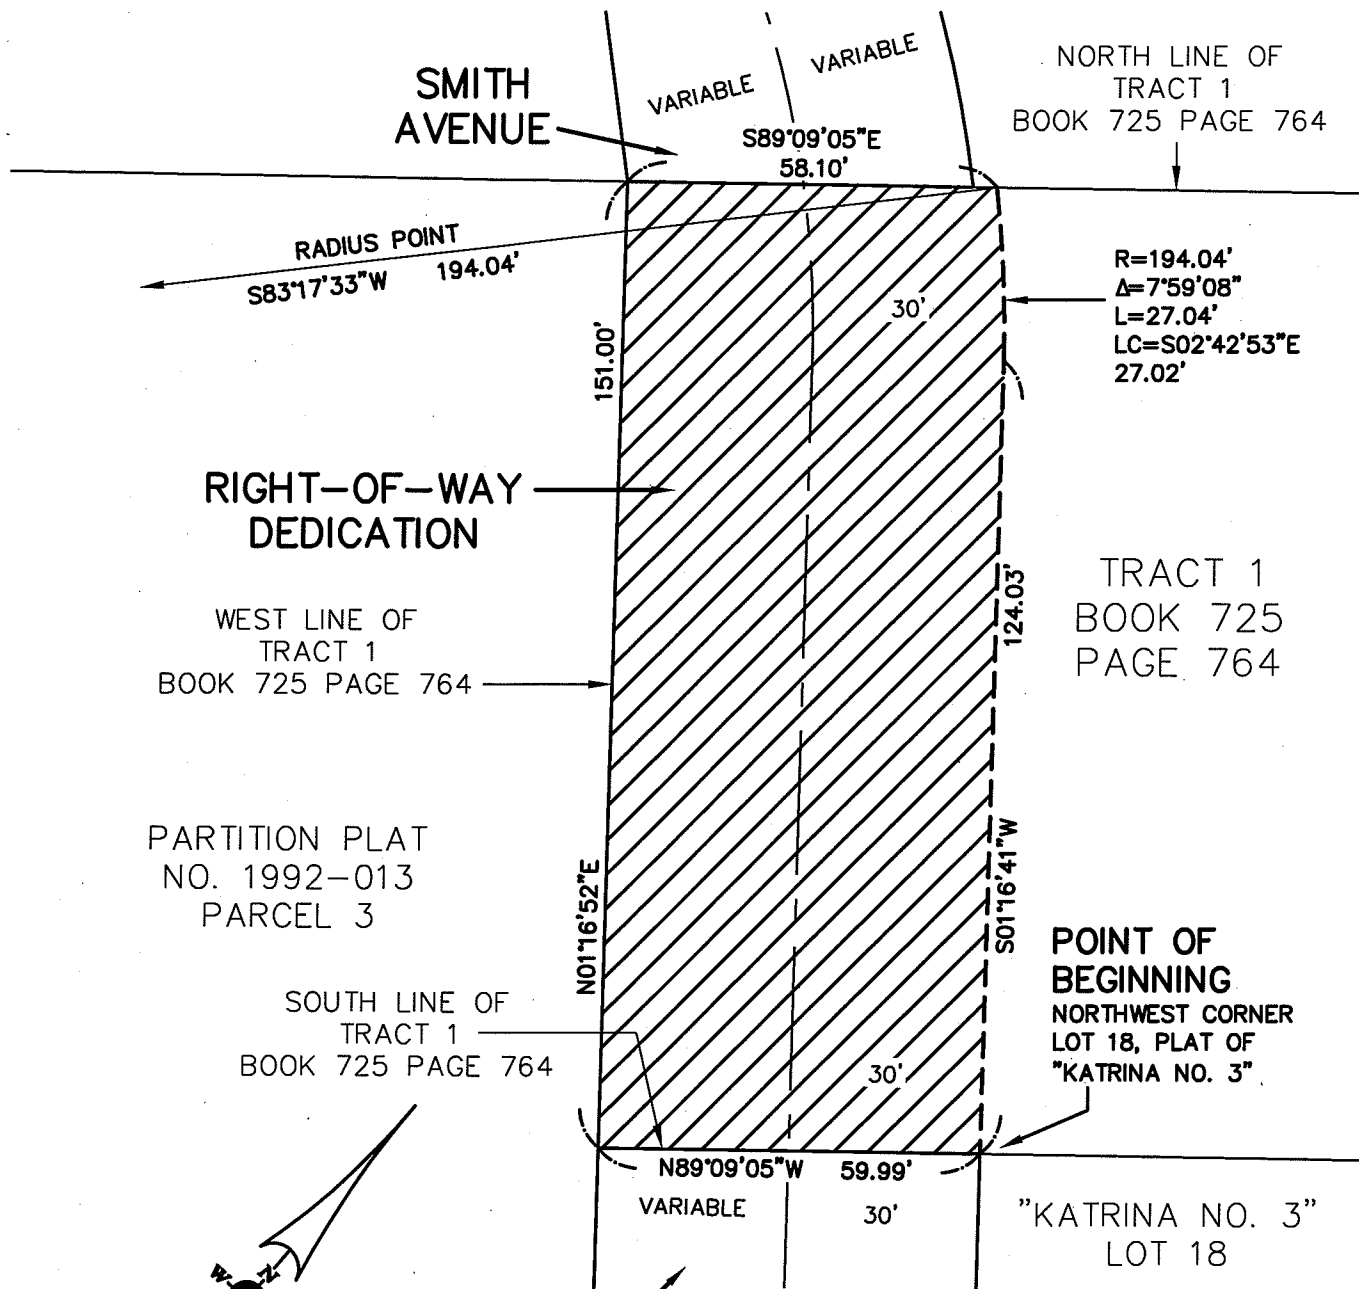 VARIABLE
VARIABLE
NORTH LINE OF
TRACT 1
BOOK 725 PAGE 764
SMITH
AVENUE
S89°09'05"E
58.10'
RADIUS POINT
S83°17'33"W 194.04'
R=194.04'
Δ=7°59'08"
L=27.04'
LC=S02°42'53"E
27.02'
30'
151.00'
RIGHT-OF-WAY
DEDICATION
124.03'
TRACT 1
BOOK 725
PAGE 764
WEST LINE OF
TRACT 1
BOOK 725 PAGE 764
PARTITION PLAT
NO. 1992-013
PARCEL 3
N01°16'52"E
S01°16'41"W
POINT OF
BEGINNING
NORTHWEST CORNER
LOT 18, PLAT OF
"KATRINA NO. 3"
SOUTH LINE OF
TRACT 1
BOOK 725 PAGE 764
30'
N89°09'05"W 59.99'
VARIABLE
30'
"KATRINA NO. 3"
LOT 18
W
N